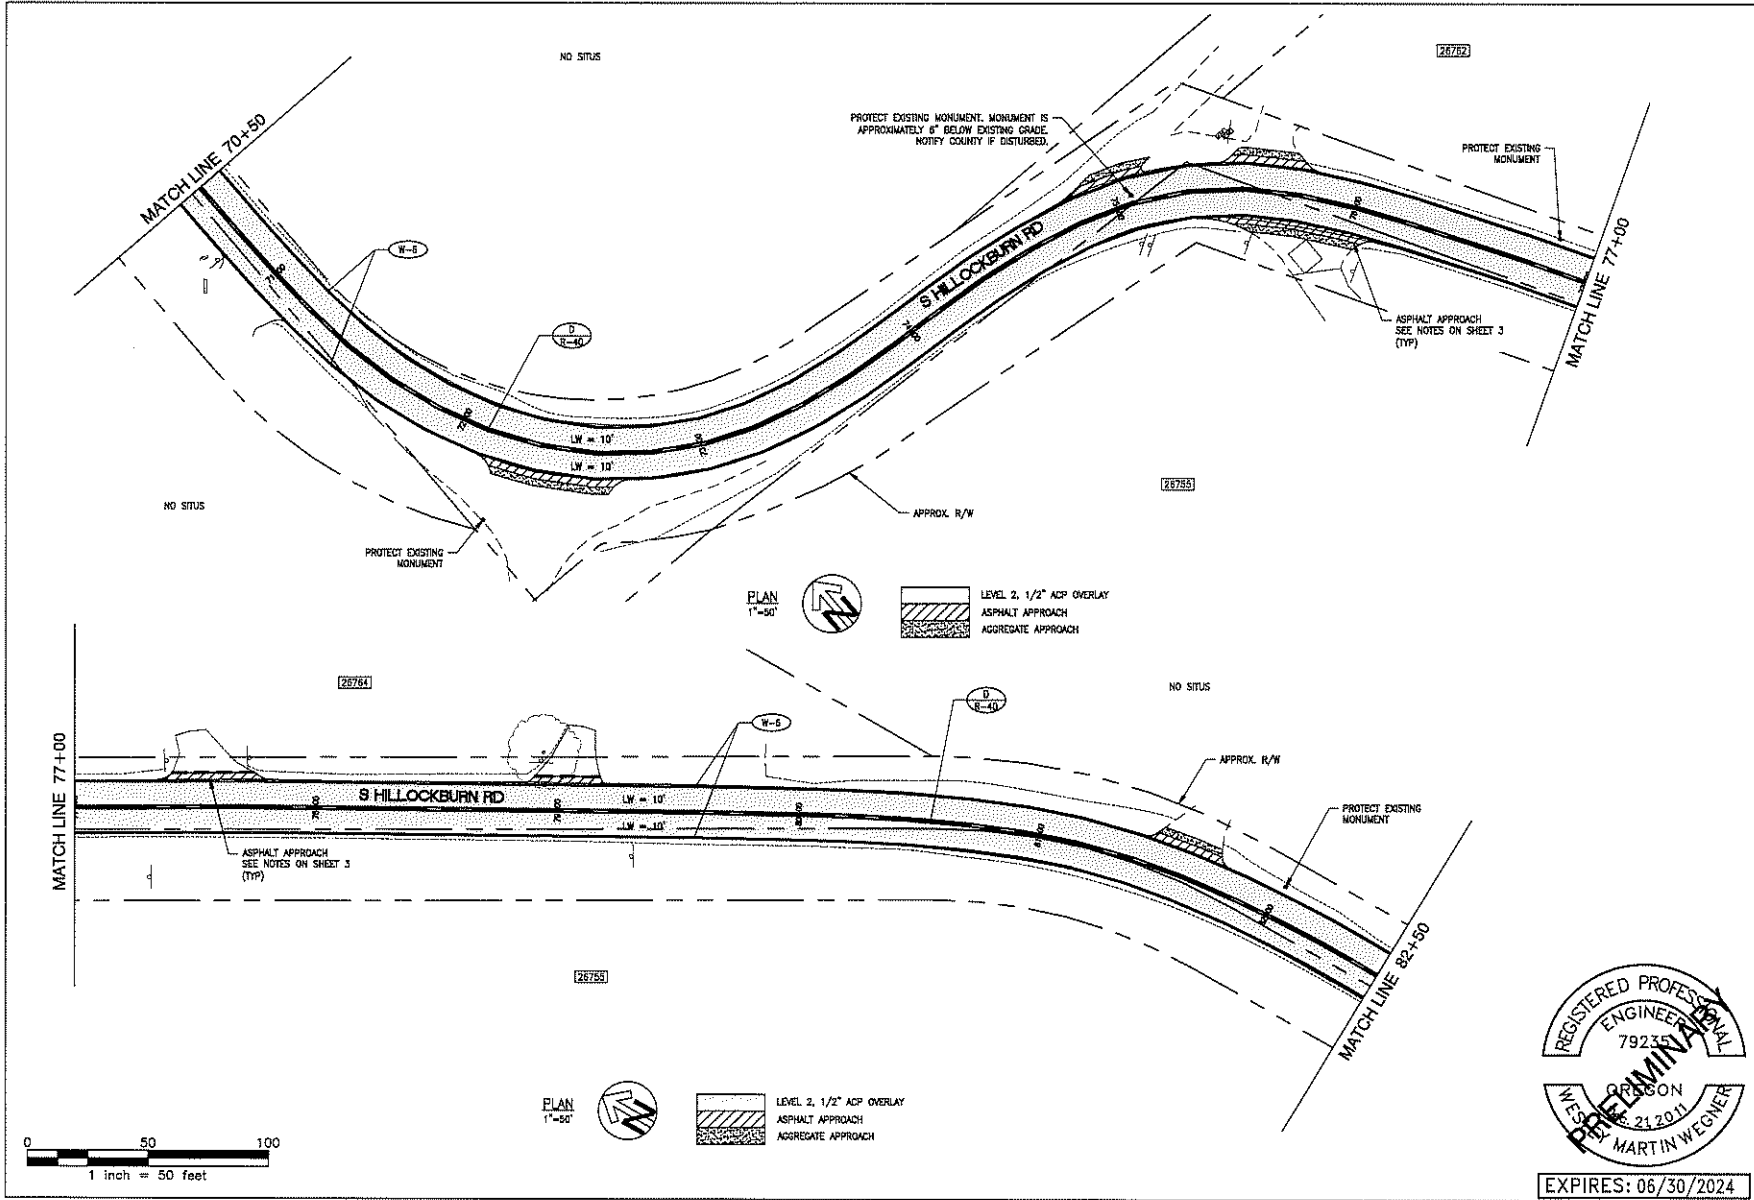 NO SITUS
26762
MATCH LINE 70+50
PROTECT EXISTING MONUMENT. MONUMENT IS
APPROXIMATELY 6" BELOW EXISTING GRADE.
NOTIFY COUNTY IF DISTURBED.
PROTECT EXISTING
MONUMENT
W-6
S HILLOCKBURN RD
MATCH LINE 77+00
ASPHALT APPROACH
SEE NOTES ON SHEET 3
(TYP)
D
R-40
LW = 10'
LW = 10'
NO SITUS
26755
APPROX. R/W
PROTECT EXISTING
MONUMENT
PLAN
1"=50'
N
LEVEL 2, 1/2" ACP OVERLAY
ASPHALT APPROACH
AGGREGATE APPROACH
26764
NO SITUS
D
R-40
W-6
MATCH LINE 77+00
APPROX. R/W
S HILLOCKBURN RD
LW = 10'
LW = 10'
PROTECT EXISTING
MONUMENT
ASPHALT APPROACH
SEE NOTES ON SHEET 3
(TYP)
MATCH LINE 82+50
26755
PLAN
1"=50'
N
LEVEL 2, 1/2" ACP OVERLAY
ASPHALT APPROACH
AGGREGATE APPROACH
0 50 100
1 inch = 50 feet
REGISTERED PROFESSIONAL
ENGINEER
79235
PRELIMINARY
OREGON
21, 2011
MARTIN WEGNER
EXPIRES: 06/30/2024